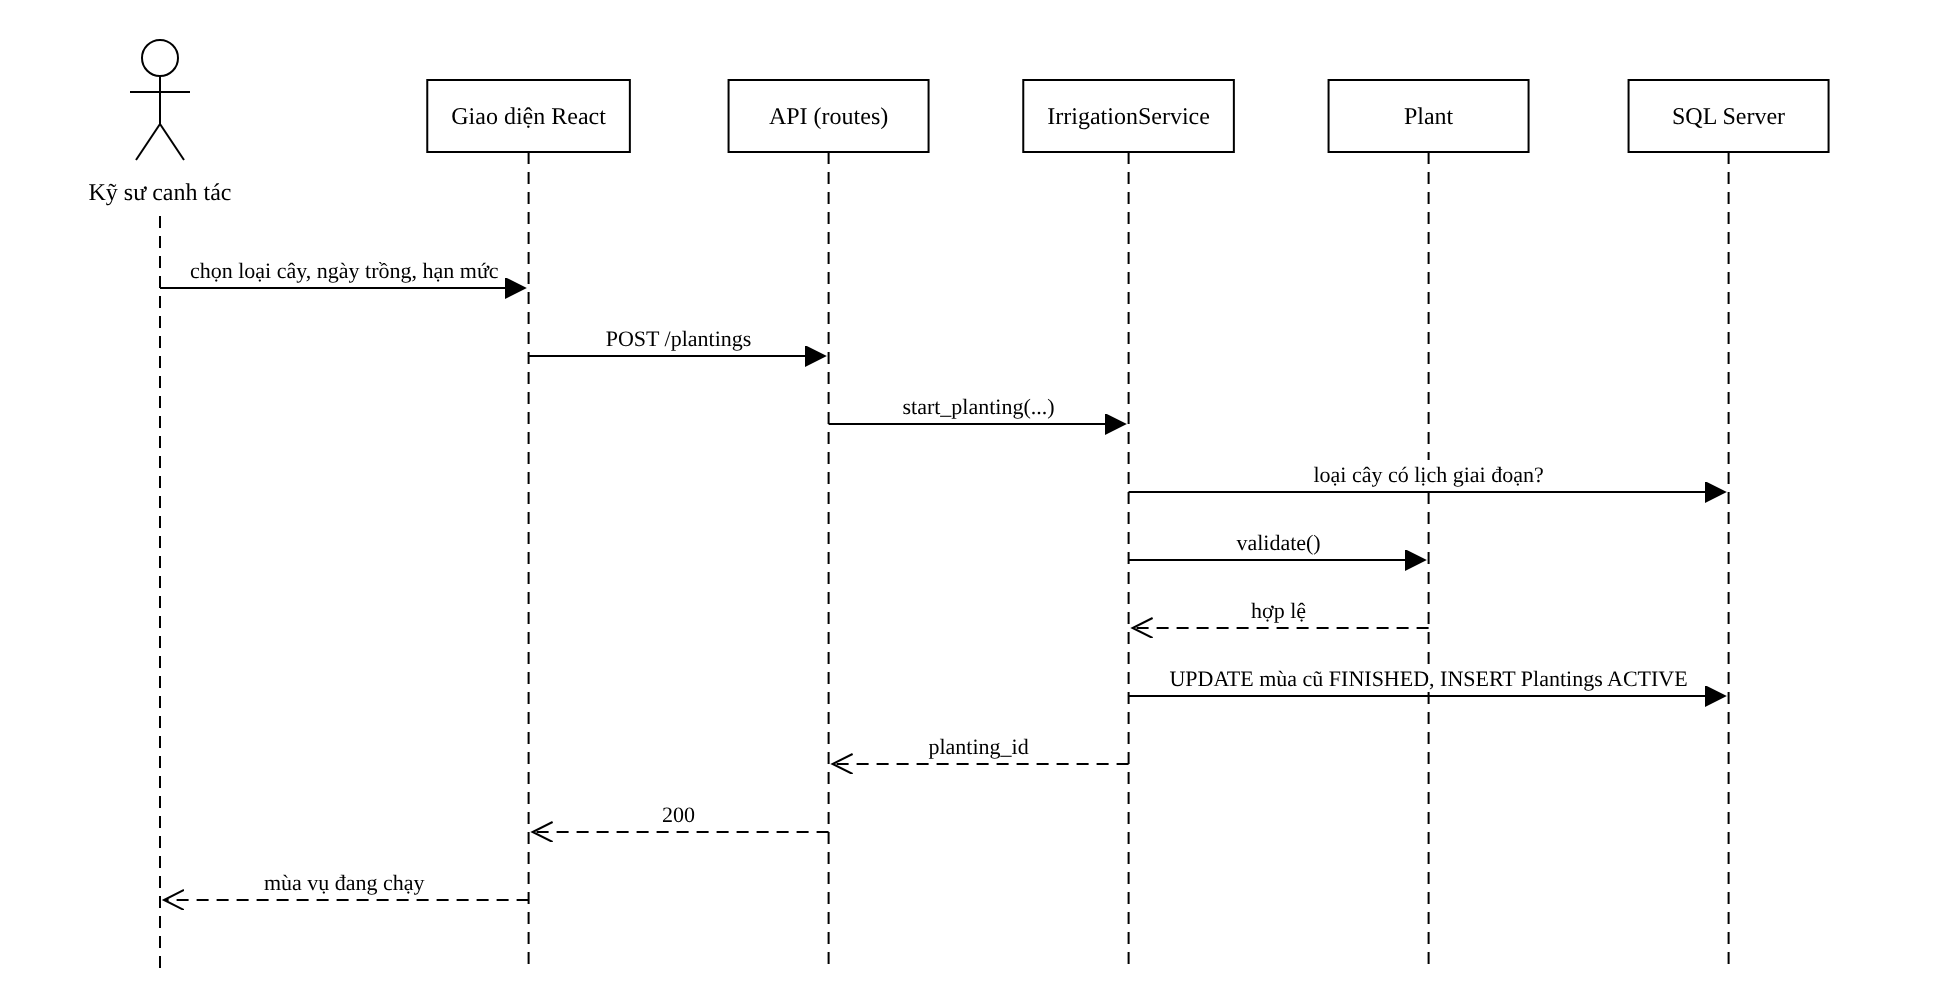 Kỹ sư canh tác
Giao diện React
API (routes)
IrrigationService
Plant
SQL Server
chọn loại cây, ngày trồng, hạn mức
POST /plantings
start_planting(...)
loại cây có lịch giai đoạn?
validate()
hợp lệ
UPDATE mùa cũ FINISHED, INSERT Plantings ACTIVE
planting_id
200
mùa vụ đang chạy